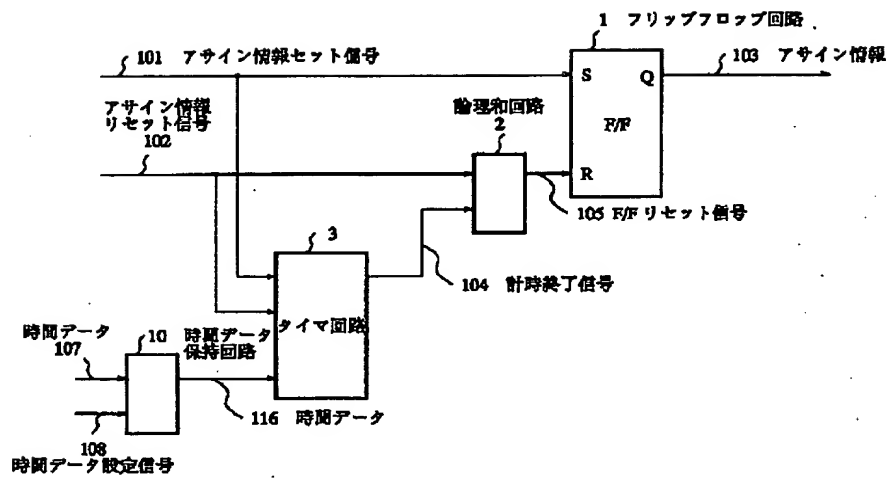 1 フリップフロップ回路
101 アサイン情報セット信号
103 アサイン情報
S
Q
F/F
R
アサイン情報
リセット信号
102
論理和回路
2
105 F/F リセット信号
3
104 計時終了信号
タイマ回路
時間データ
107
10
時間データ
保持回路
116 時間データ
108
時間データ設定信号